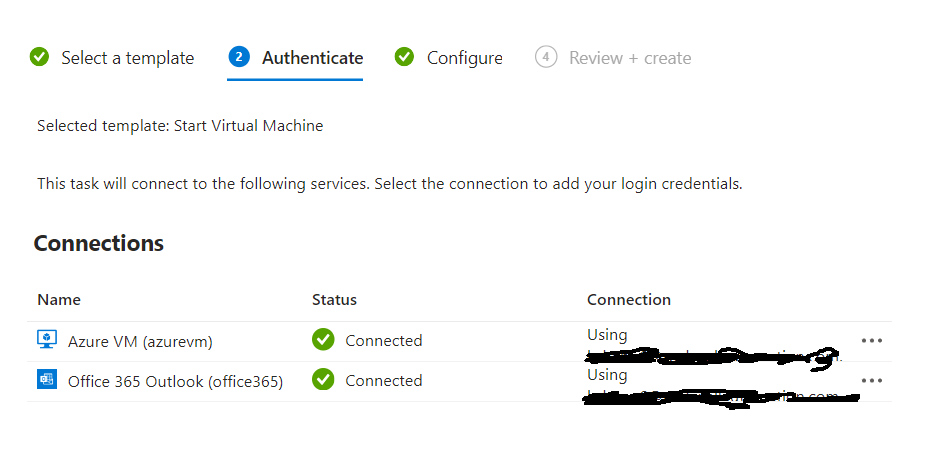 Select a template 2 Authenticate Configure 4 Review + create
Selected template: Start Virtual Machine
This task will connect to the following services. Select the connection to add your login credentials.
Connections
Name Status Connection
Azure VM (azurevm) Connected Using
Office 365 Outlook (office365) Connected Using